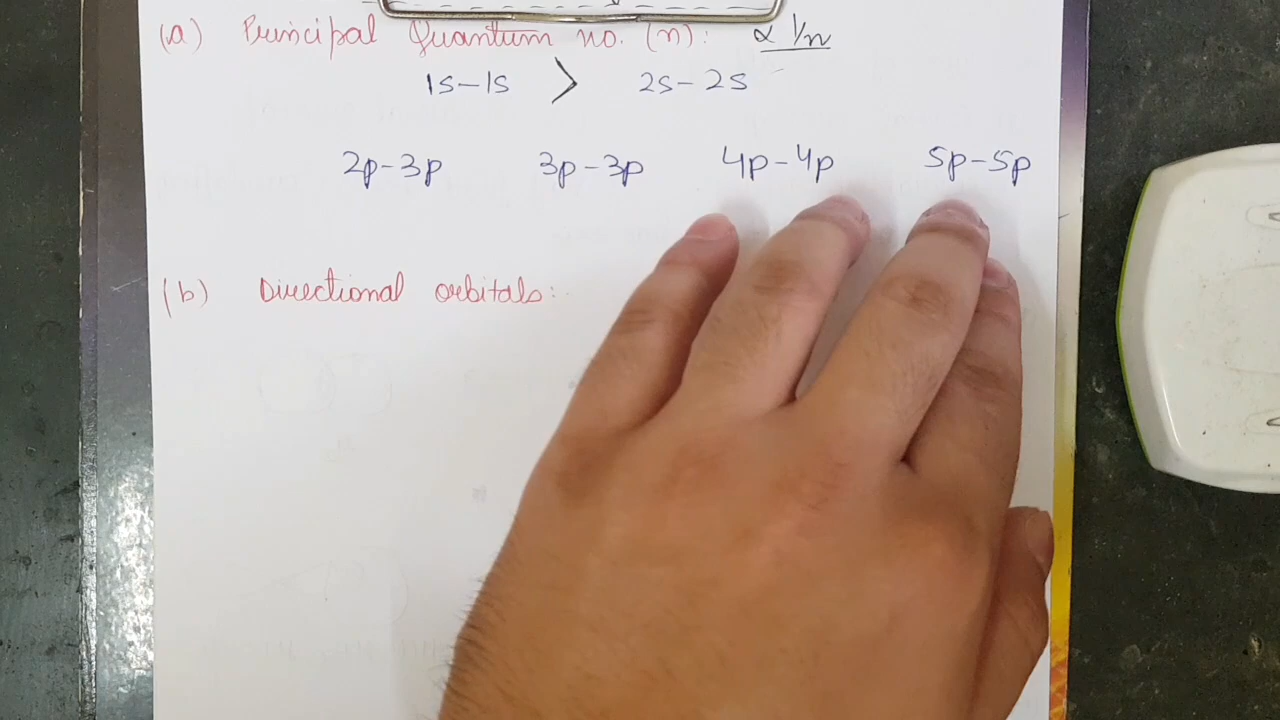 (a) Principal Quantum no. (n): ∝ 1/n
1s-1s > 2s-2s
2p-3p 3p-3p 4p-4p 5p-5p
(b) Directional orbitals: